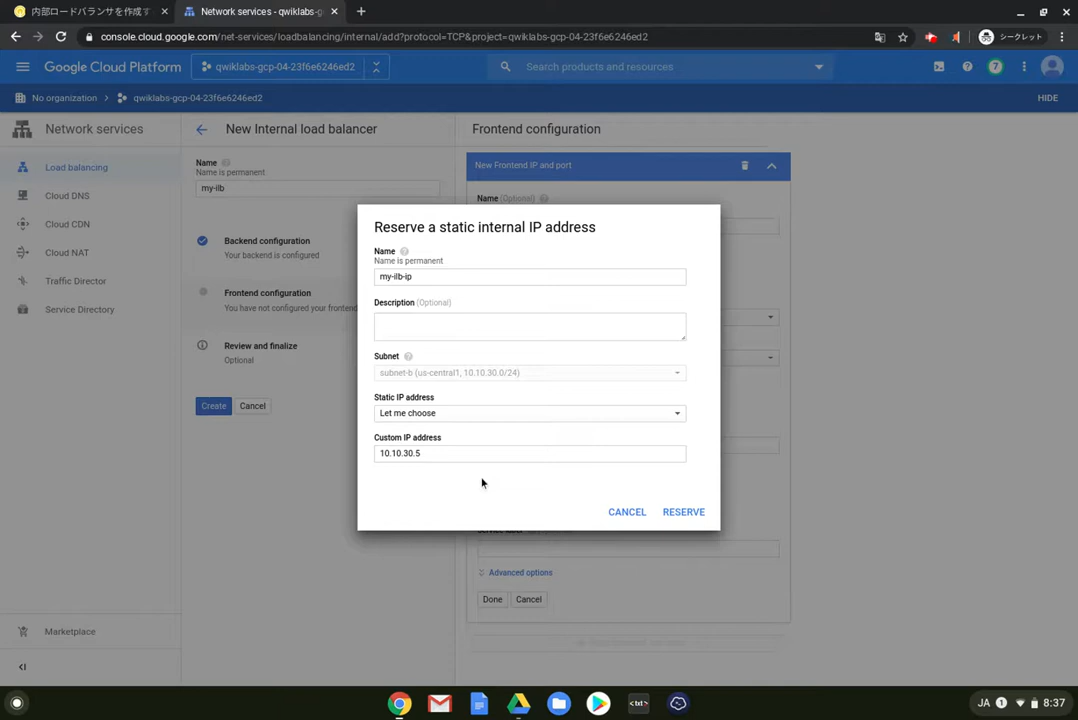 内部ロードバランサを作成す
Network services - qwiklabs-g
console.cloud.google.com/net-services/loadbalancing/internal/add?protocol=TCP&project=qwiklabs-gcp-04-23f6e6246ed2
シークレット
Google Cloud Platform
qwiklabs-gcp-04-23f6e6246ed2
Search products and resources
7
No organization
qwiklabs-gcp-04-23f6e6246ed2
HIDE
Network services
New Internal load balancer
Frontend configuration
Load balancing
Cloud DNS
Cloud CDN
Cloud NAT
Traffic Director
Service Directory
Marketplace
Name
Name is permanent
my-ilb
Backend configuration
Your backend is configured
Frontend configuration
You have not configured your frontend
Review and finalize
Optional
Create
Cancel
New Frontend IP and port
Name (Optional)
Reserve a static internal IP address
Name
Name is permanent
my-ilb-ip
Description (Optional)
Subnet
subnet-b (us-central1, 10.10.30.0/24)
Static IP address
Let me choose
Custom IP address
10.10.30.5
CANCEL
RESERVE
Advanced options
Done
Cancel
<txt>
JA
1
8:37